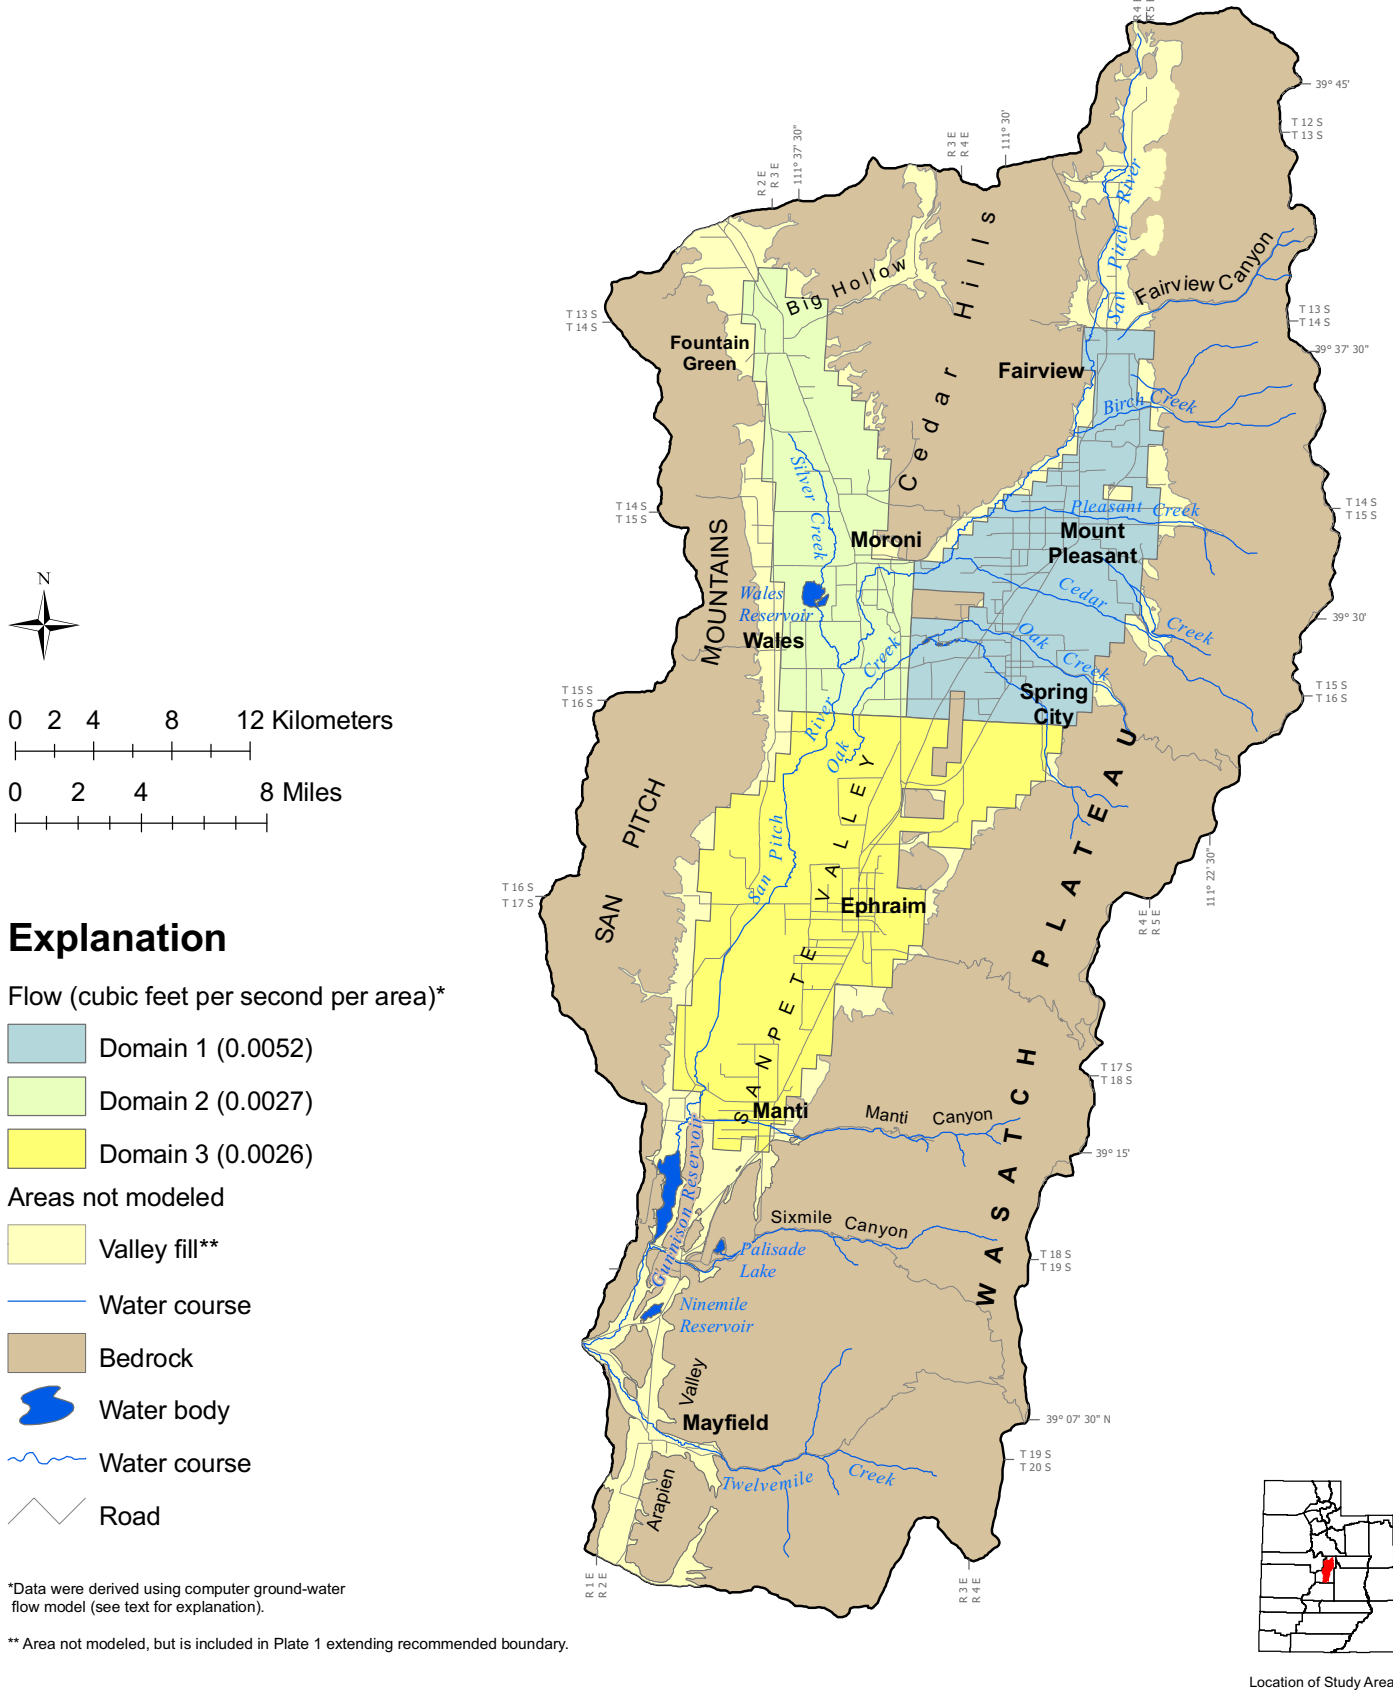 R 4 E
R 5 E
39° 45'
T 12 S
T 13 S
R 3 E
R 4 E
111° 30'
R 2 E
R 3 E
111° 37' 30"
San Pitch River
Fairview Canyon
Big Hollow
Cedar Hills
T 13 S
T 14 S
T 13 S
T 14 S
Fountain
Green
39° 37' 30"
Fairview
Birch Creek
Silver Creek
T 14 S
T 15 S
T 14 S
T 15 S
Pleasant Creek
Moroni
Mount
Pleasant
N
Wales
Reservoir
Cedar Creek
39° 30'
Wales
Oak Creek
Oak Creek
T 15 S
T 16 S
Spring
City
T 15 S
T 16 S
0 2 4 8 12 Kilometers
0 2 4 8 Miles
San Pitch River
SAN PITCH MOUNTAINS
SANPETE VALLEY
WASATCH PLATEAU
111° 22' 30"
T 16 S
T 17 S
R 4 E
R 5 E
Ephraim
Explanation
Flow (cubic feet per second per area)*
Domain 1 (0.0052)
Domain 2 (0.0027)
Domain 3 (0.0026)
Areas not modeled
Valley fill**
Water course
Bedrock
Water body
Water course
Road
T 17 S
T 18 S
Manti
Manti Canyon
39° 15'
Gunnison Reservoir
Sixmile Canyon
Palisade
Lake
T 18 S
T 19 S
Ninemile
Reservoir
Arapien Valley
Mayfield
39° 07' 30" N
T 19 S
T 20 S
Twelvemile Creek
R 1 E
R 2 E
R 3 E
R 4 E
*Data were derived using computer ground-water
flow model (see text for explanation).
** Area not modeled, but is included in Plate 1 extending recommended boundary.
Location of Study Area